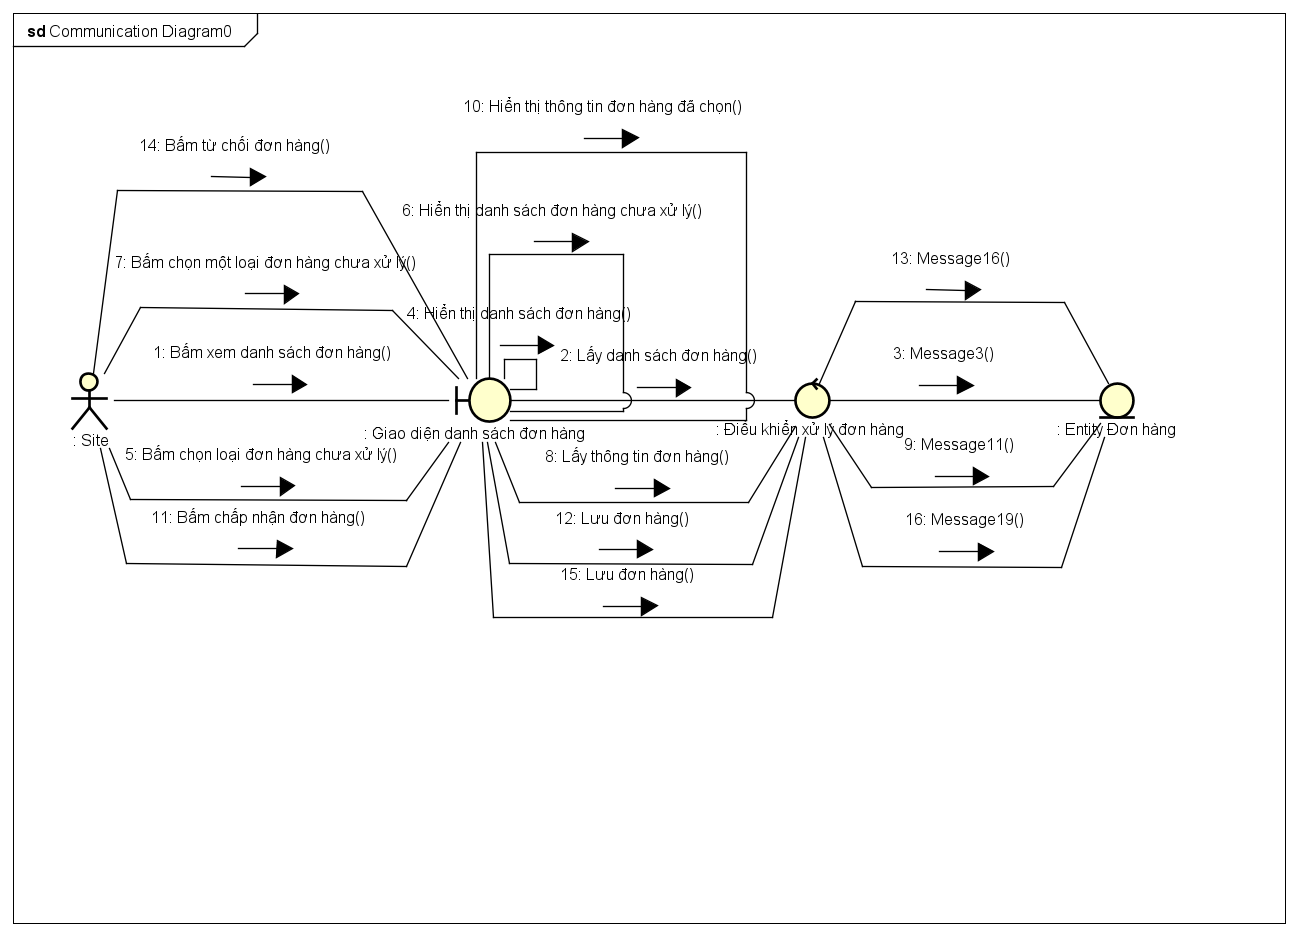 sd Communication Diagram0
10: Hiển thị thông tin đơn hàng đã chọn()
14: Bấm từ chối đơn hàng()
6: Hiển thị danh sách đơn hàng chưa xử lý()
7: Bấm chọn một loại đơn hàng chưa xử lý()
13: Message16()
4: Hiển thị danh sách đơn hàng()
1: Bấm xem danh sách đơn hàng()
2: Lấy danh sách đơn hàng()
3: Message3()
: Site
: Giao diện danh sách đơn hàng
: Điều khiển xử lý đơn hàng
: Entity Đơn hàng
5: Bấm chọn loại đơn hàng chưa xử lý()
8: Lấy thông tin đơn hàng()
9: Message11()
11: Bấm chấp nhận đơn hàng()
12: Lưu đơn hàng()
16: Message19()
15: Lưu đơn hàng()